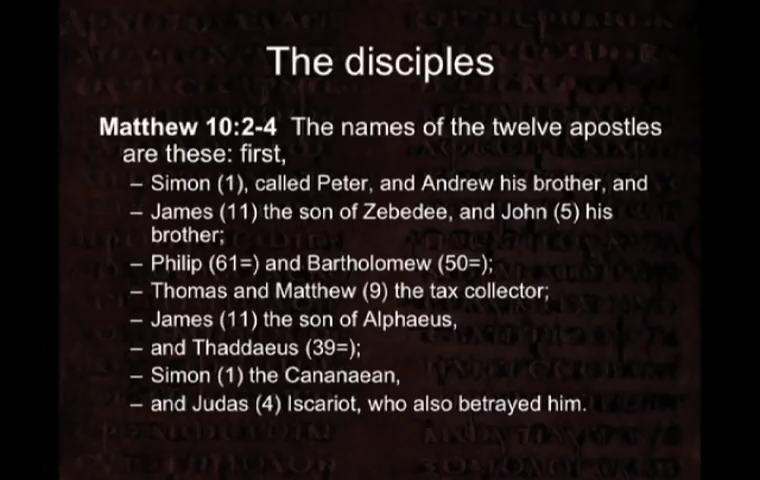 The disciples
Matthew 10:2-4 The names of the twelve apostles
are these: first,
– Simon (1), called Peter, and Andrew his brother, and
– James (11) the son of Zebedee, and John (5) his
brother;
– Philip (61=) and Bartholomew (50=);
– Thomas and Matthew (9) the tax collector;
– James (11) the son of Alphaeus,
– and Thaddaeus (39=);
– Simon (1) the Cananaean,
– and Judas (4) Iscariot, who also betrayed him.